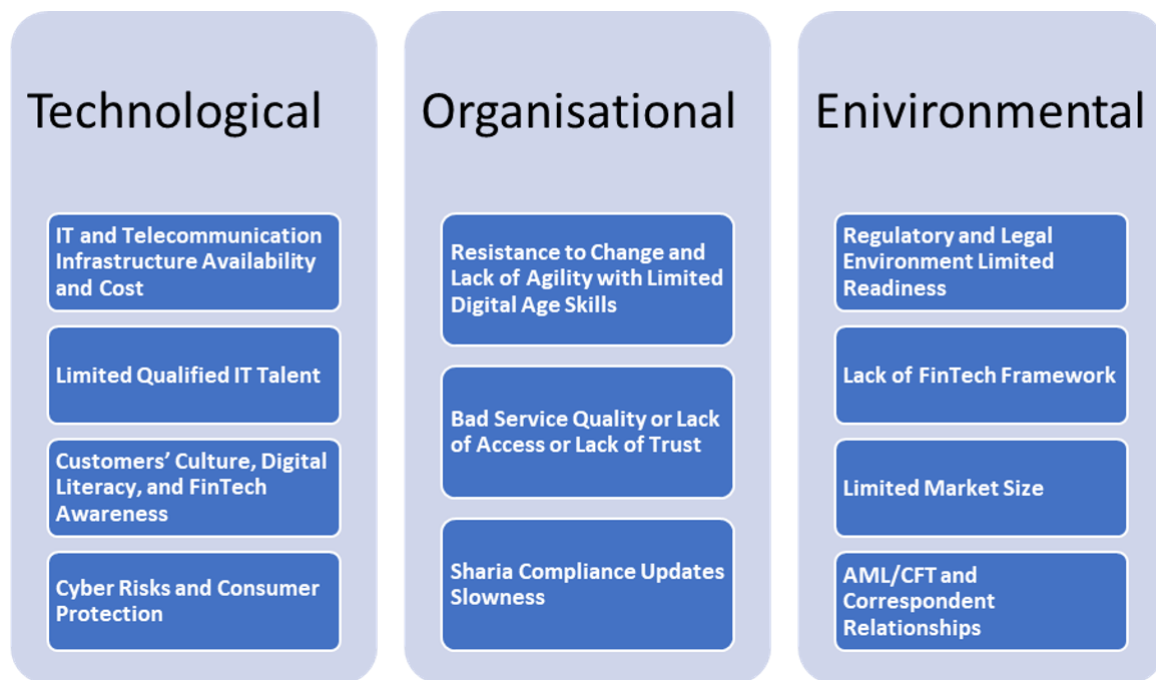 Technological
IT and Telecommunication
Infrastructure Availability
and Cost
Limited Qualified IT Talent
Customers’ Culture, Digital
Literacy, and FinTech
Awareness
Cyber Risks and Consumer
Protection
Organisational
Resistance to Change and
Lack of Agility with Limited
Digital Age Skills
Bad Service Quality or Lack
of Access or Lack of Trust
Sharia Compliance Updates
Slowness
Enivironmental
Regulatory and Legal
Environment Limited
Readiness
Lack of FinTech Framework
Limited Market Size
AML/CFT and
Correspondent
Relationships